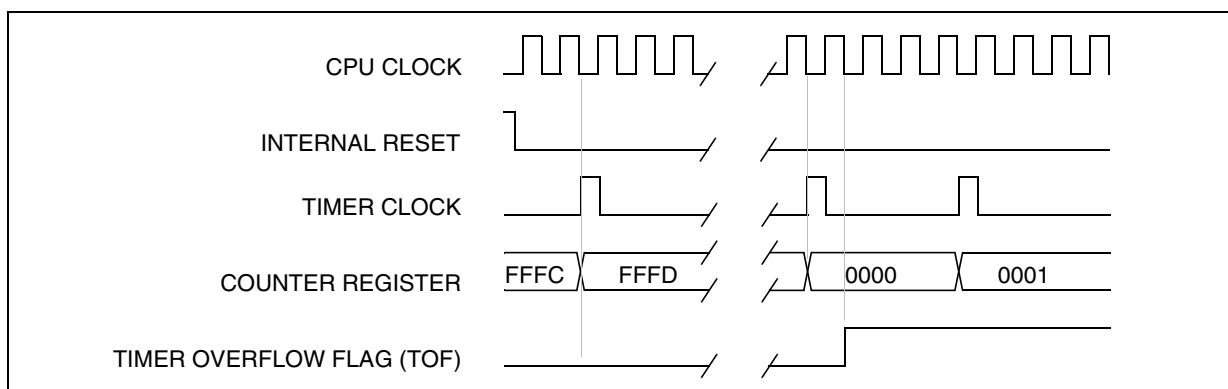 CPU CLOCK
INTERNAL RESET
TIMER CLOCK
COUNTER REGISTER FFFC FFFD 0000 0001
TIMER OVERFLOW FLAG (TOF)